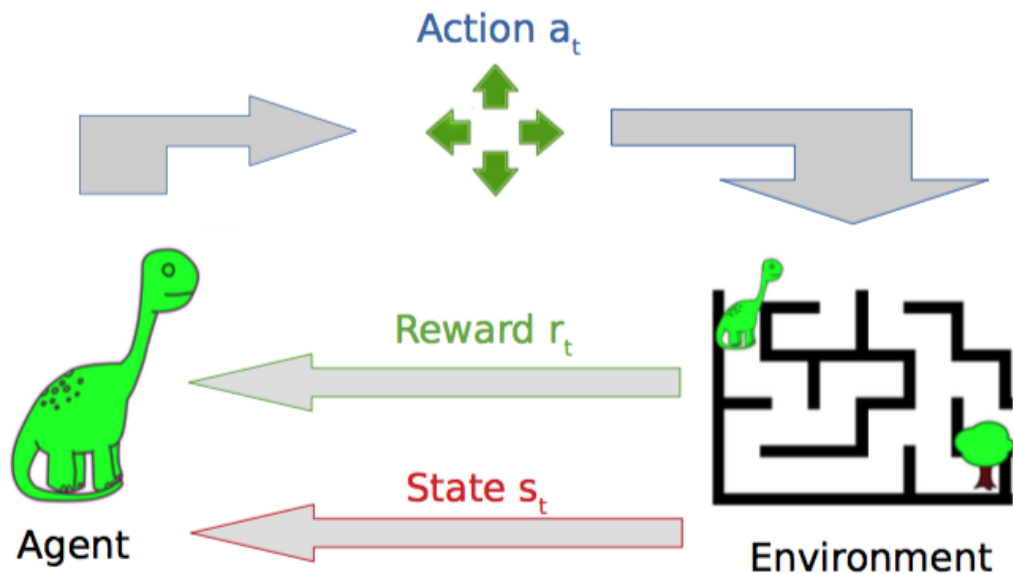 Action a_t
Reward r_t
State s_t
Agent
Environment